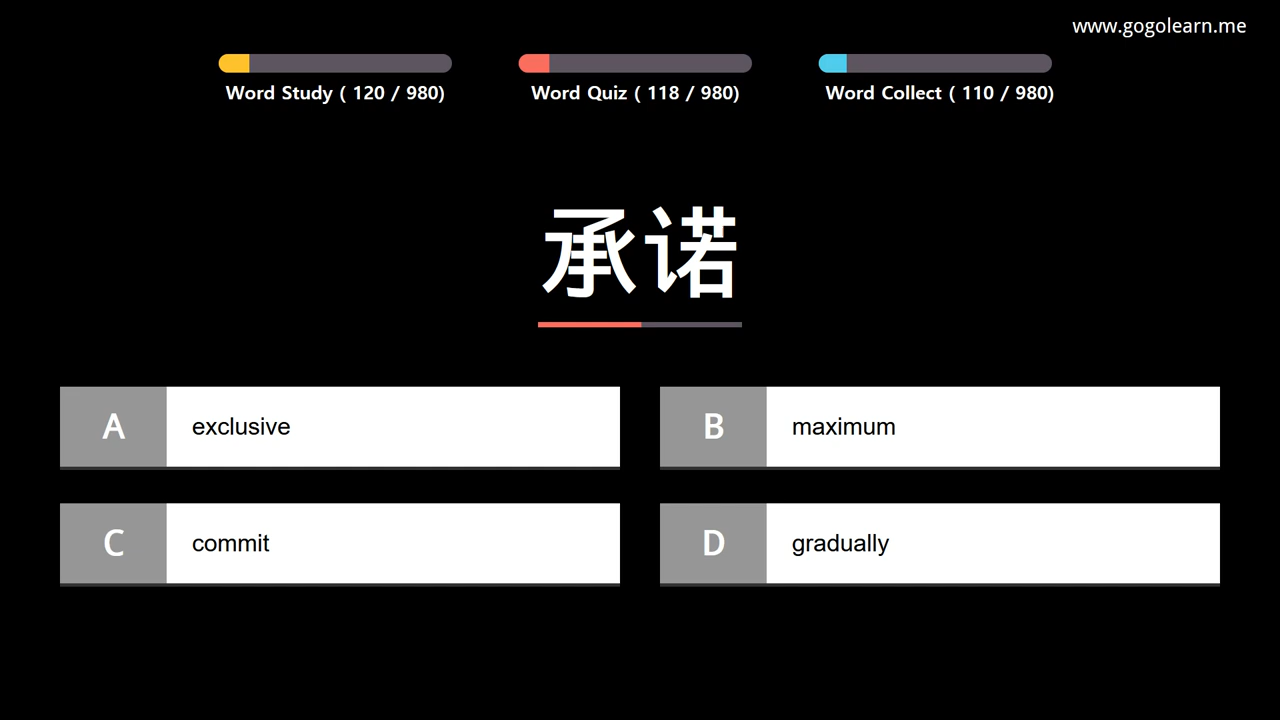 www.gogolearn.me
Word Study ( 120 / 980)
Word Quiz ( 118 / 980)
Word Collect ( 110 / 980)
承诺
A exclusive
B maximum
C commit
D gradually